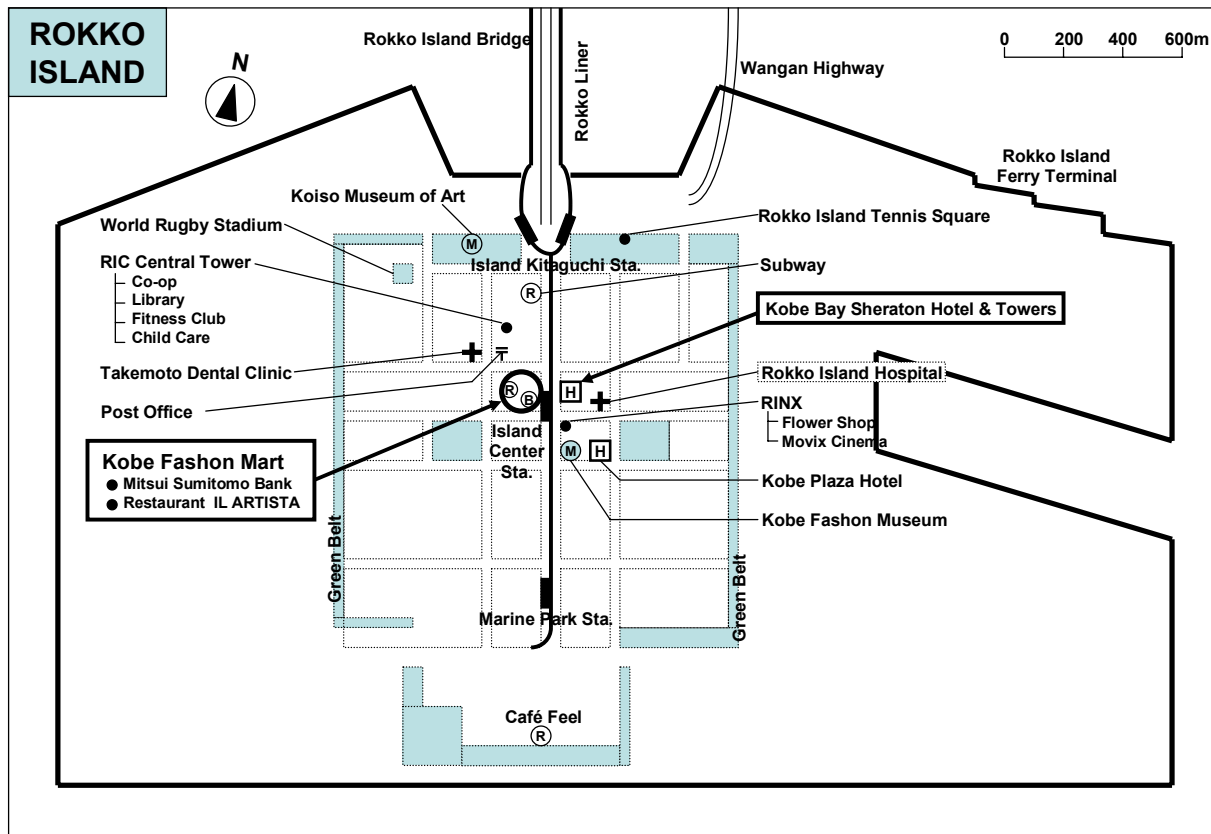 ROKKO
ISLAND
N
Rokko Island Bridge
Rokko Liner
Wangan Highway
0 200 400 600m
Rokko Island
Ferry Terminal
Koiso Museum of Art
M
World Rugby Stadium
Rokko Island Tennis Square
RIC Central Tower
Co-op
Library
Fitness Club
Child Care
Island Kitaguchi Sta.
Subway
R
Kobe Bay Sheraton Hotel & Towers
Takemoto Dental Clinic
〒
Post Office
R
B
H
Rokko Island Hospital
RINX
Flower Shop
Movix Cinema
Island
Center
Sta.
M
H
Kobe Fashon Mart
● Mitsui Sumitomo Bank
● Restaurant IL ARTISTA
Kobe Plaza Hotel
Kobe Fashon Museum
Green Belt
Green Belt
Marine Park Sta.
Café Feel
R